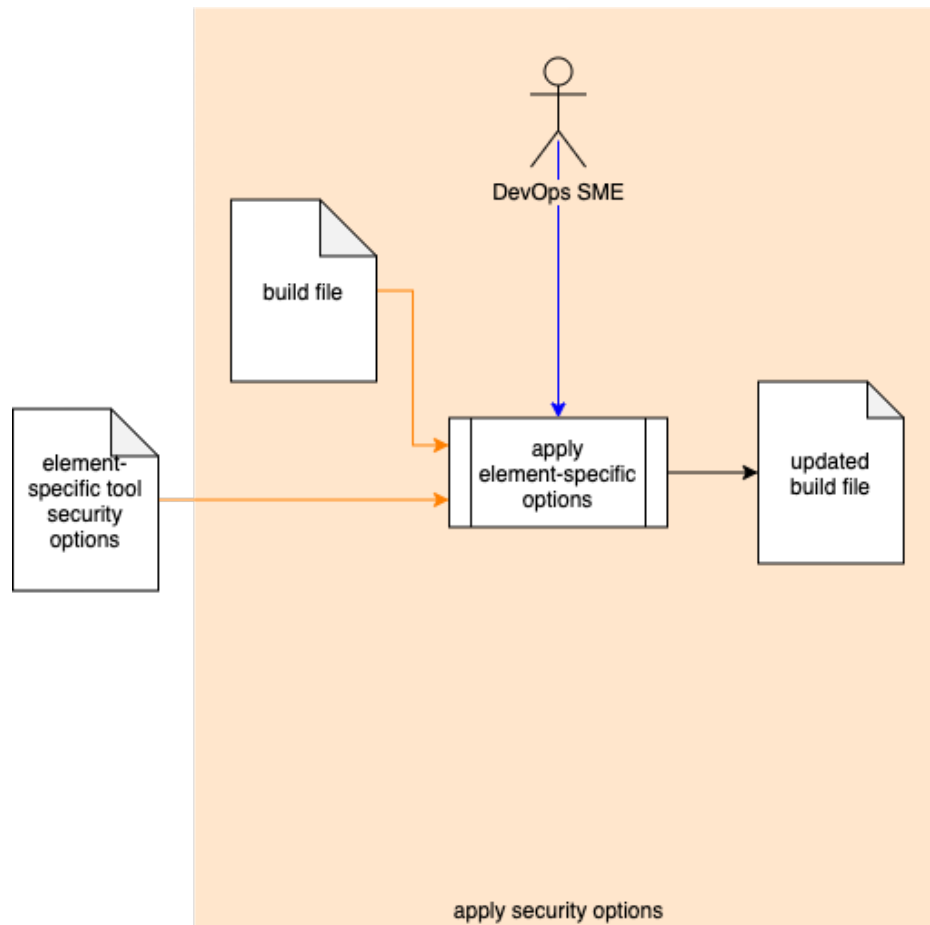 DevOps SME
build file
element-
specific tool
security
options
apply
element-specific
options
updated
build file
apply security options